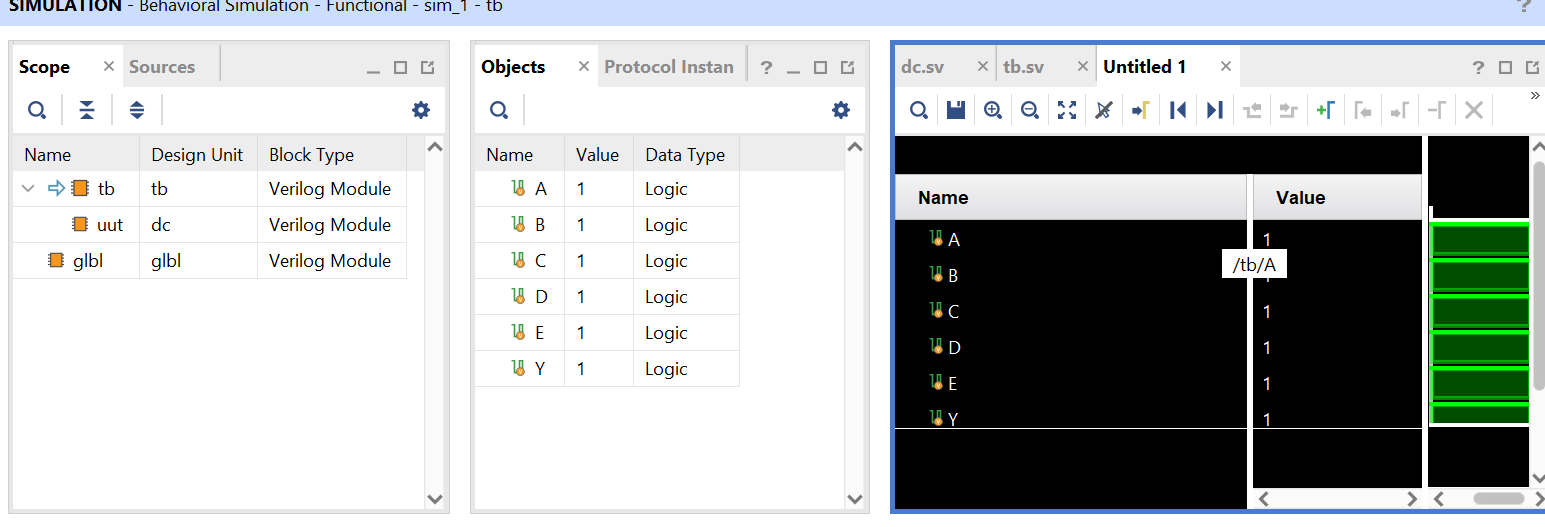 SIMULATION - Behavioral Simulation - Functional - sim_1 - tb ?
Scope × Sources
Name Design Unit Block Type
tb tb Verilog Module
uut dc Verilog Module
glbl glbl Verilog Module
Objects × Protocol Instan ?
Name Value Data Type
A 1 Logic
B 1 Logic
C 1 Logic
D 1 Logic
E 1 Logic
Y 1 Logic
dc.sv × tb.sv × Untitled 1 × ?
»
Name Value
A 1
/tb/A
B
C 1
D 1
E 1
Y 1